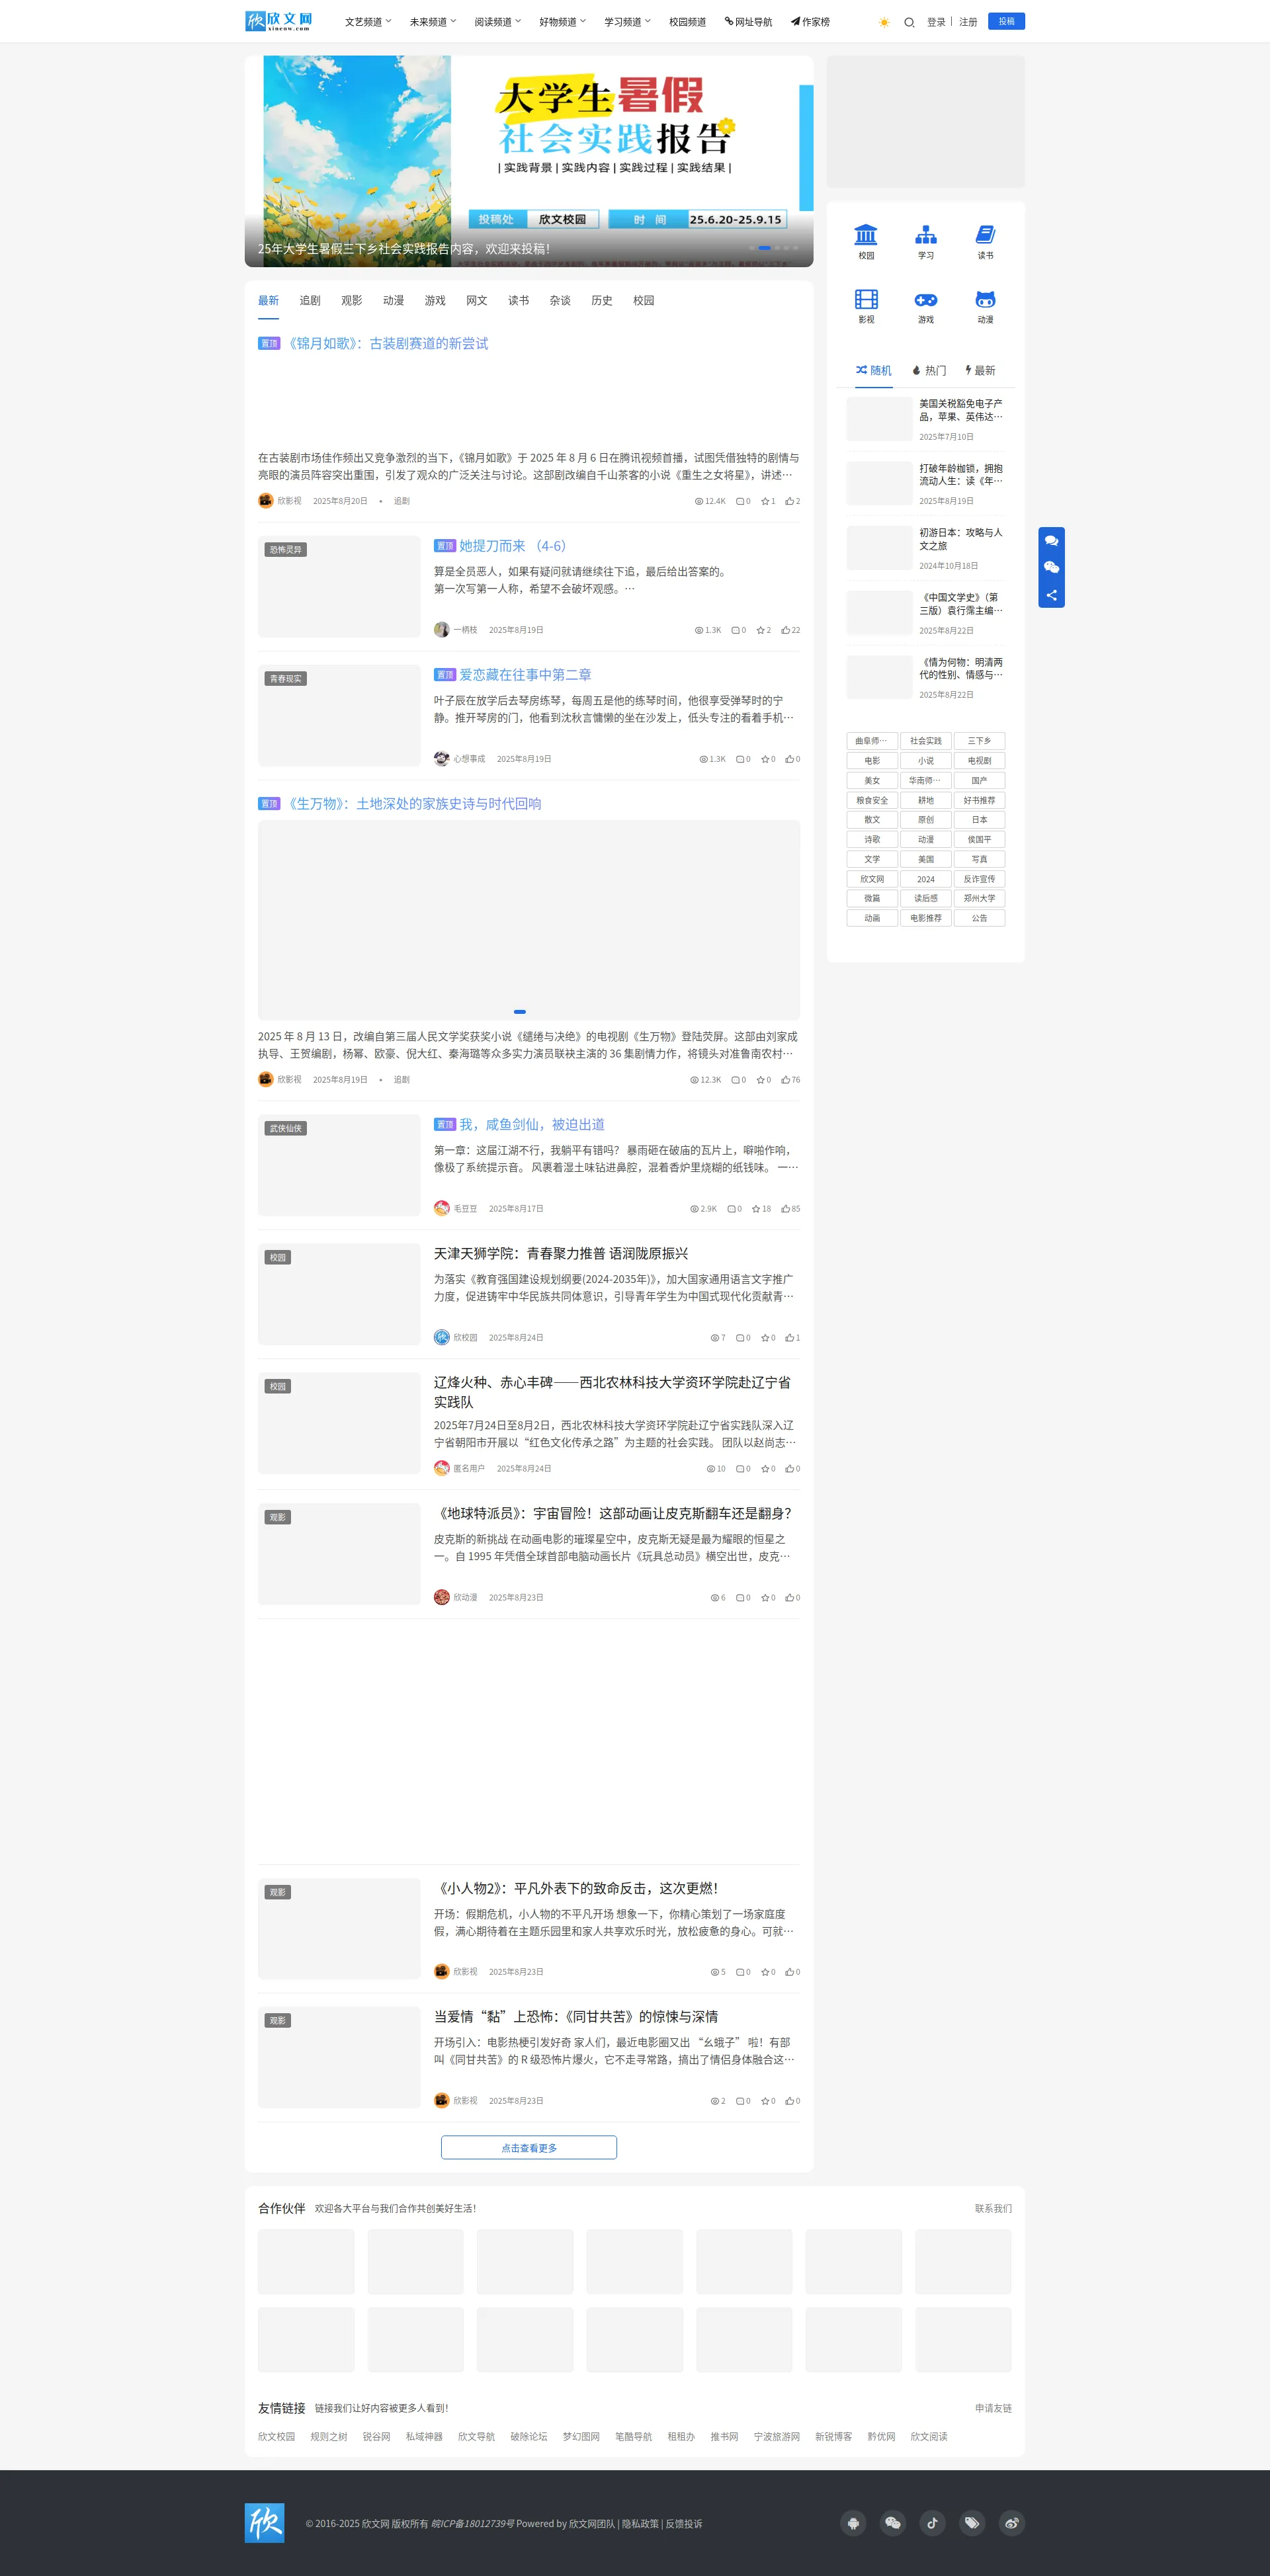 欣文网
xinenw.com
文艺频道
未来频道
阅读频道
好物频道
学习频道
校园频道
网址导航
作家榜
登录
注册
投稿
大学生暑假
社会实践报告
| 实践背景 | 实践内容 | 实践过程 | 实践结果 |
投稿处 欣文校园 时 间 25.6.20-25.9.15
25年大学生暑假三下乡社会实践报告内容，欢迎来投稿！
最新 追剧 观影 动漫 游戏 网文 读书 杂谈 历史 校园
置顶 《锦月如歌》：古装剧赛道的新尝试
在古装剧市场佳作频出又竞争激烈的当下，《锦月如歌》于 2025 年 8 月 6 日在腾讯视频首播，试图凭借独特的剧情与
亮眼的演员阵容突出重围，引发了观众的广泛关注与讨论。这部剧改编自千山茶客的小说《重生之女将星》，讲述…
欣影视 2025年8月20日 • 追剧 12.4K 0 1 2
恐怖灵异
置顶 她提刀而来 （4-6）
算是全员恶人，如果有疑问就请继续往下追，最后给出答案的。
第一次写第一人称，希望不会破坏观感。…
一柄枝 2025年8月19日 1.3K 0 2 22
青春现实
置顶 爱恋藏在往事中第二章
叶子辰在放学后去琴房练琴，每周五是他的练琴时间，他很享受弹琴时的宁
静。推开琴房的门，他看到沈秋言慵懒的坐在沙发上，低头专注的看着手机…
心想事成 2025年8月19日 1.3K 0 0 0
置顶 《生万物》：土地深处的家族史诗与时代回响
2025 年 8 月 13 日，改编自第三届人民文学奖获奖小说《缱绻与决绝》的电视剧《生万物》登陆荧屏。这部由刘家成
执导、王贺编剧，杨幂、欧豪、倪大红、秦海璐等众多实力演员联袂主演的 36 集剧情力作，将镜头对准鲁南农村…
欣影视 2025年8月19日 • 追剧 12.3K 0 0 76
武侠仙侠
置顶 我，咸鱼剑仙，被迫出道
第一章：这届江湖不行，我躺平有错吗？ 暴雨砸在破庙的瓦片上，噼啪作响，
像极了系统提示音。 风裹着湿土味钻进鼻腔，混着香炉里烧糊的纸钱味。 一…
毛豆豆 2025年8月17日 2.9K 0 18 85
校园
天津天狮学院：青春聚力推普 语润陇原振兴
为落实《教育强国建设规划纲要(2024-2035年)》，加大国家通用语言文字推广
力度，促进铸牢中华民族共同体意识，引导青年学生为中国式现代化贡献青…
欣校园 2025年8月24日 7 0 0 1
校园
辽烽火种、赤心丰碑——西北农林科技大学资环学院赴辽宁省
实践队
2025年7月24日至8月2日，西北农林科技大学资环学院赴辽宁省实践队深入辽
宁省朝阳市开展以“红色文化传承之路”为主题的社会实践。 团队以赵尚志…
匿名用户 2025年8月24日 10 0 0 0
观影
《地球特派员》：宇宙冒险！这部动画让皮克斯翻车还是翻身？
皮克斯的新挑战 在动画电影的璀璨星空中，皮克斯无疑是最为耀眼的恒星之
一。自 1995 年凭借全球首部电脑动画长片《玩具总动员》横空出世，皮克…
欣动漫 2025年8月23日 6 0 0 0
观影
《小人物2》：平凡外表下的致命反击，这次更燃！
开场：假期危机，小人物的不平凡开场 想象一下，你精心策划了一场家庭度
假，满心期待着在主题乐园里和家人共享欢乐时光，放松疲惫的身心。可就…
欣影视 2025年8月23日 5 0 0 0
观影
当爱情“黏”上恐怖：《同甘共苦》的惊悚与深情
开场引入：电影热梗引发好奇 家人们，最近电影圈又出 “幺蛾子” 啦！有部
叫《同甘共苦》的 R 级恐怖片爆火，它不走寻常路，搞出了情侣身体融合这…
欣影视 2025年8月23日 2 0 0 0
点击查看更多
校园 学习 读书
影视 游戏 动漫
随机 热门 最新
美国关税豁免电子产
品，苹果、英伟达…
2025年7月10日
打破年龄枷锁，拥抱
流动人生：读《年…
2025年8月19日
初游日本：攻略与人
文之旅
2024年10月18日
《中国文学史》（第
三版）袁行霈主编…
2025年8月22日
《情为何物：明清两
代的性别、情感与…
2025年8月22日
曲阜师… 社会实践 三下乡
电影 小说 电视剧
美女 华南师… 国产
粮食安全 耕地 好书推荐
散文 原创 日本
诗歌 动漫 侯国平
文学 美国 写真
欣文网 2024 反诈宣传
微篇 读后感 郑州大学
动画 电影推荐 公告
合作伙伴 欢迎各大平台与我们合作共创美好生活！ 联系我们
友情链接 链接我们让好内容被更多人看到！ 申请友链
欣文校园 规则之树 锐谷网 私域神器 欣文导航 破除论坛 梦幻图网 笔酷导航 租租办 推书网 宁波旅游网 新锐博客 黔优网 欣文阅读
欣
© 2016-2025 欣文网 版权所有 皖ICP备18012739号 Powered by 欣文网团队 | 隐私政策 | 反馈投诉